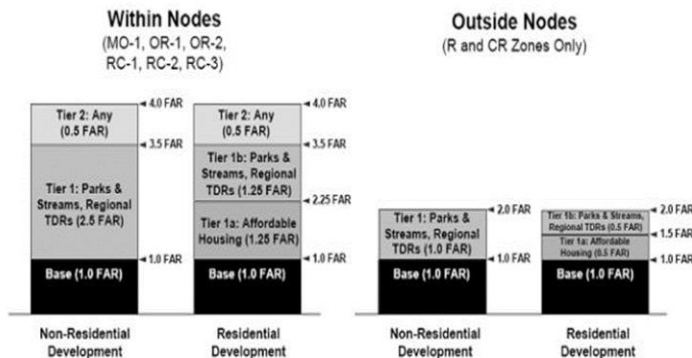 Within Nodes
(MO-1, OR-1, OR-2,
RC-1, RC-2, RC-3)
4.0 FAR
Tier 2: Any
(0.5 FAR)
3.5 FAR
Tier 1: Parks &
Streams, Regional
TDRs (2.5 FAR)
1.0 FAR
Base (1.0 FAR)
Non-Residential
Development
4.0 FAR
Tier 2: Any
(0.5 FAR)
3.5 FAR
Tier 1b: Parks &
Streams, Regional
TDRs (1.25 FAR)
2.25 FAR
Tier 1a: Affordable
Housing (1.25 FAR)
1.0 FAR
Base (1.0 FAR)
Residential
Development
Outside Nodes
(R and CR Zones Only)
2.0 FAR
Tier 1: Parks &
Streams, Regional
TDRs (1.0 FAR)
1.0 FAR
Base (1.0 FAR)
Non-Residential
Development
2.0 FAR
Tier 1b: Parks & Streams,
Regional TDRs (0.5 FAR)
1.5 FAR
Tier 1a: Affordable
Housing (0.5 FAR)
1.0 FAR
Base (1.0 FAR)
Residential
Development